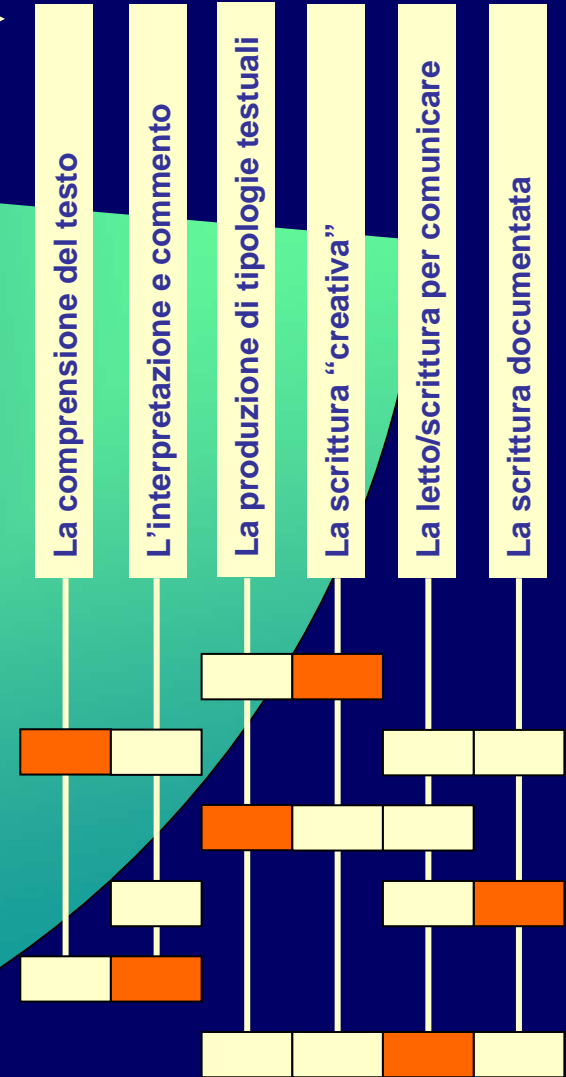 La comprensione del testo
L’interpretazione e commento
La produzione di tipologie testuali
La scrittura “creativa”
La letto/scrittura per comunicare
La scrittura documentata